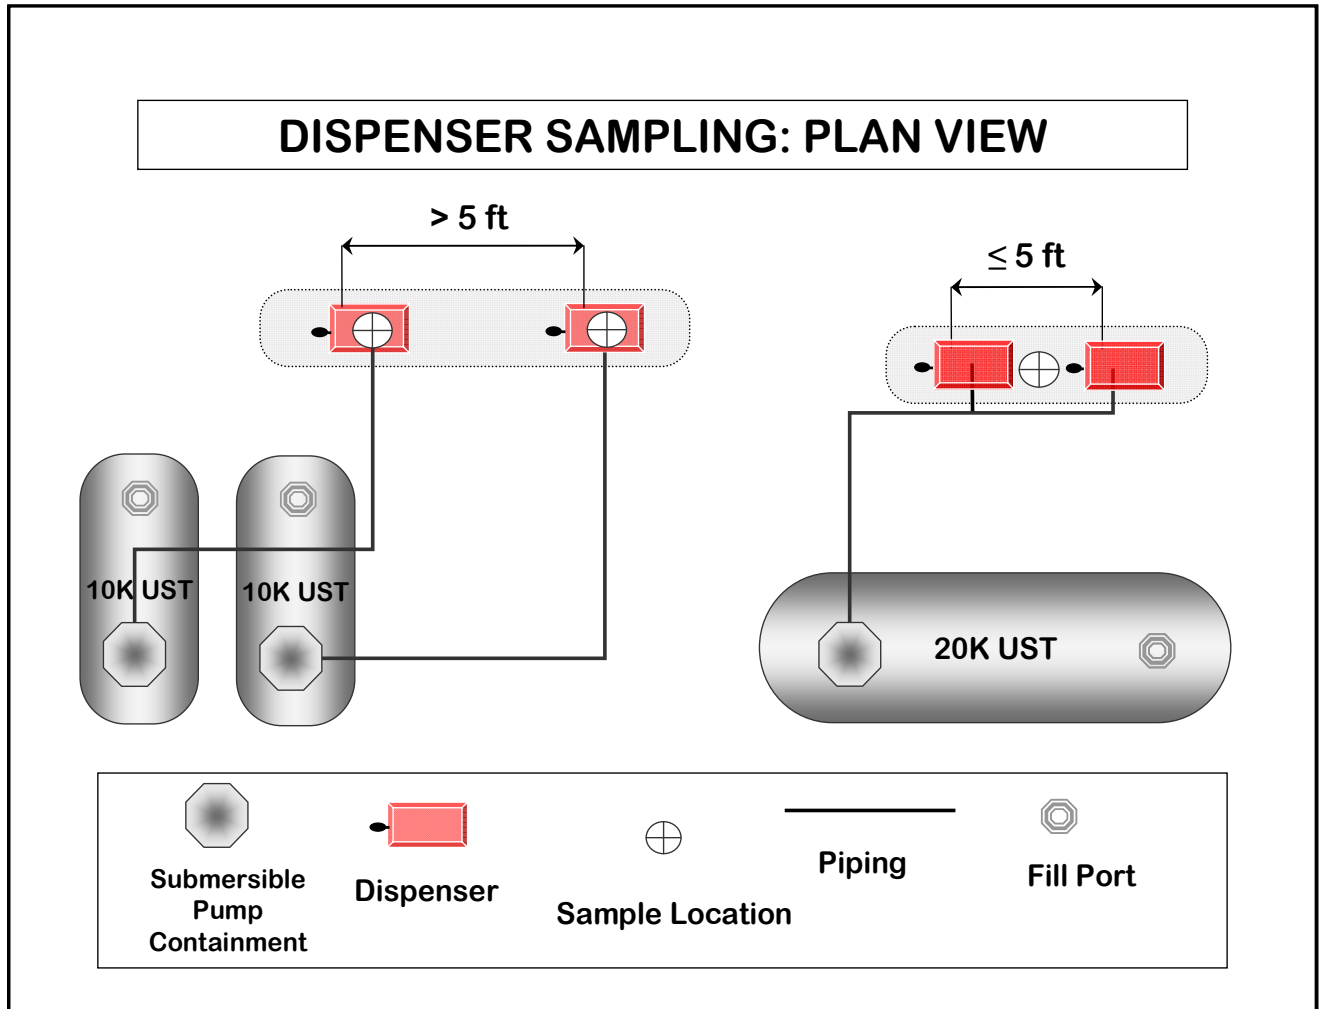 DISPENSER SAMPLING: PLAN VIEW
> 5 ft
≤ 5 ft
10K UST
10K UST
20K UST
Submersible
Pump
Containment
Dispenser
Sample Location
Piping
Fill Port